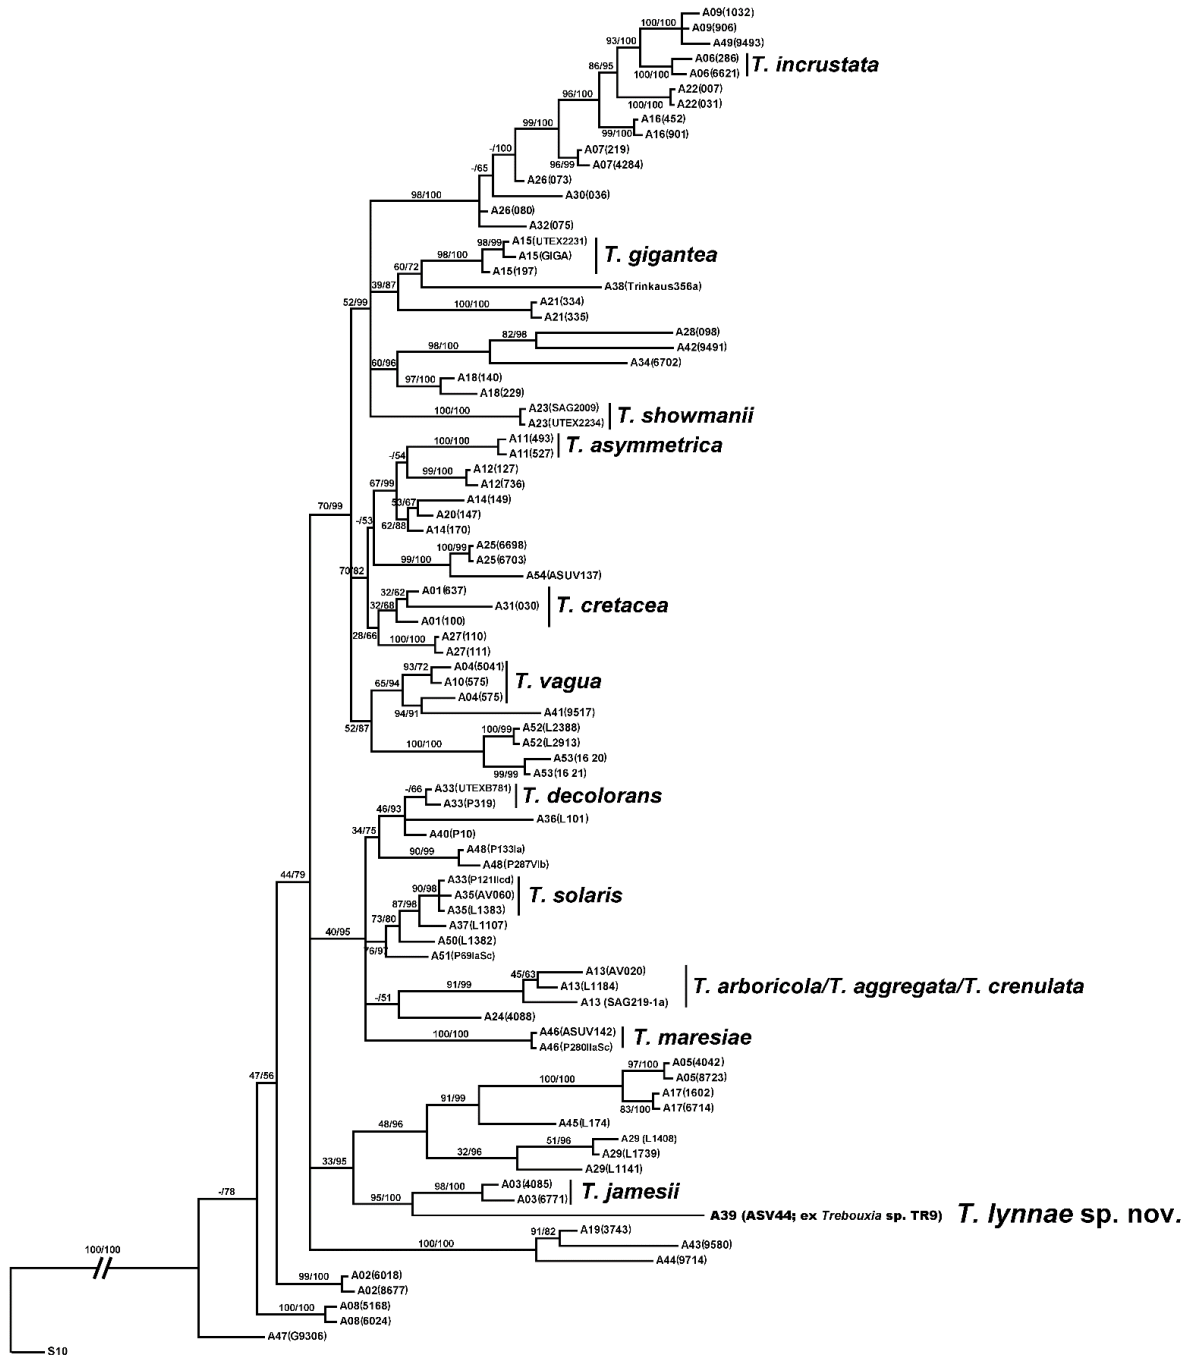 A09(1032)
100/100
A09(906)
93/100
A49(9493)
A06(286)
T. incrustata
86/95
100/100
A06(6621)
A22(007)
96/100
100/100
A22(031)
A16(452)
99/100
99/100
A16(901)
-/100
A07(219)
96/99
A07(4284)
-/65
A26(073)
98/100
A30(036)
A26(080)
A32(075)
98/99
A15(UTEX2231)
T. gigantea
98/100
A15(GIGA)
60/72
A15(197)
39/87
A38(Trinkaus356a)
52/99
100/100
A21(334)
A21(335)
82/98
A28(098)
98/100
A42(9491)
60/96
A34(6702)
97/100
A18(140)
A18(229)
100/100
A23(SAG2009)
T. showmanii
A23(UTEX2234)
100/100
A11(493)
T. asymmetrica
-/54
A11(527)
99/100
A12(127)
67/99
A12(736)
53/67
A14(149)
70/99
A20(147)
-/53
62/88
A14(170)
100/99
A25(6698)
99/100
A25(6703)
70/82
A54(ASUV137)
32/62
A01(637)
T. cretacea
32/68
A31(030)
A01(100)
28/66
100/100
A27(110)
A27(111)
93/72
A04(5041)
T. vagua
65/94
A10(575)
A04(575)
94/91
A41(9517)
52/87
100/99
A52(L2388)
100/100
A52(L2913)
A53(16 20)
99/99
A53(16 21)
-/66
A33(UTEXB781)
T. decolorans
46/93
A33(P319)
34/75
A36(L101)
A40(P10)
90/99
A48(P133Ia)
A48(P287VIb)
44/79
90/98
A33(P121IIcd)
T. solaris
87/98
A35(AV060)
73/80
A35(L1383)
A37(L1107)
40/95
A50(L1382)
76/97
A51(P69IaSc)
45/63
A13(AV020)
T. arboricola/T. aggregata/T. crenulata
91/99
A13(L1184)
-/51
A13 (SAG219-1a)
A24(4088)
100/100
A46(ASUV142)
T. maresiae
A46(P280IIaSc)
97/100
A05(4042)
47/56
100/100
A05(8723)
A17(1602)
91/99
83/100
A17(6714)
48/96
A45(L174)
51/96
A29 (L1408)
32/96
A29(L1739)
33/95
A29(L1141)
98/100
A03(4085)
T. jamesii
-/78
95/100
A03(6771)
A39 (ASV44; ex Trebouxia sp. TR9) T. lynnae sp. nov.
91/82
A19(3743)
100/100
A43(9580)
100/100
A44(9714)
99/100
A02(6018)
A02(8677)
100/100
A08(5168)
A08(6024)
A47(G9306)
S10